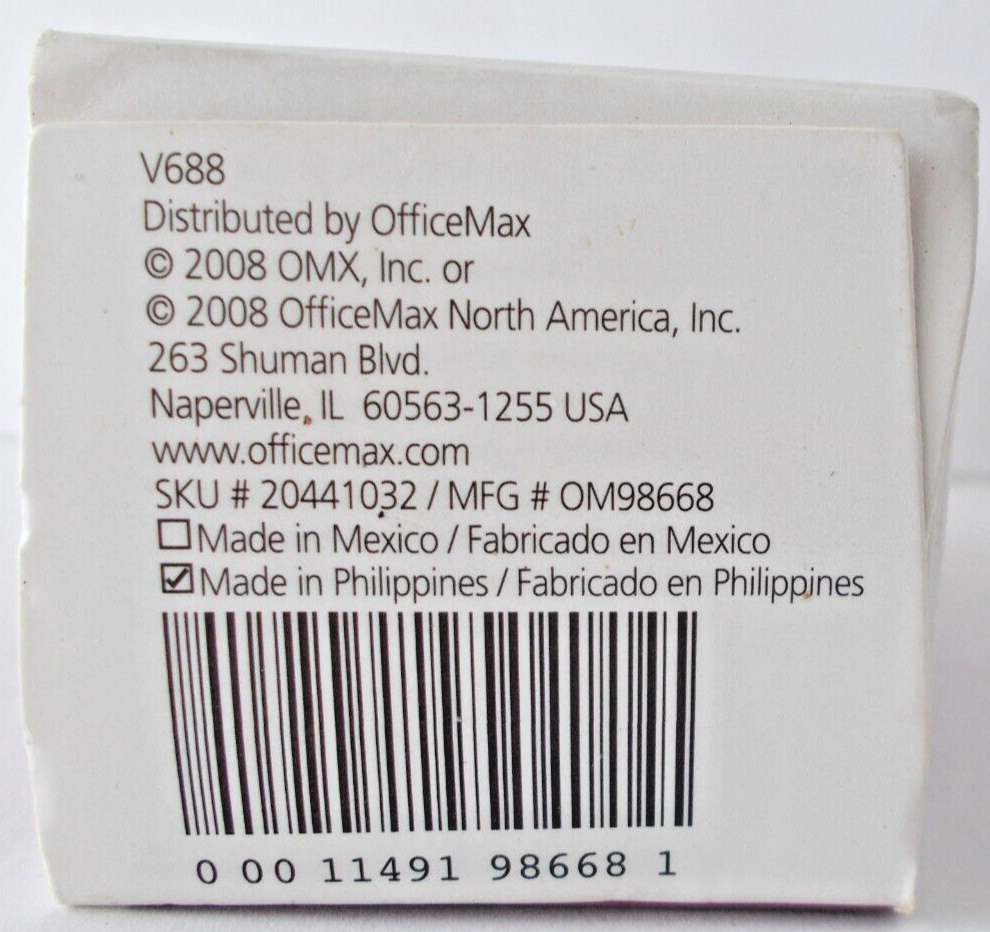 V688
Distributed by OfficeMax
© 2008 OMX, Inc. or
© 2008 OfficeMax North America, Inc.
263 Shuman Blvd.
Naperville, IL 60563-1255 USA
www.officemax.com
SKU # 20441032 / MFG # OM98668
☐Made in Mexico / Fabricado en Mexico
☑Made in Philippines / Fabricado en Philippines
0 00 11491 98668 1